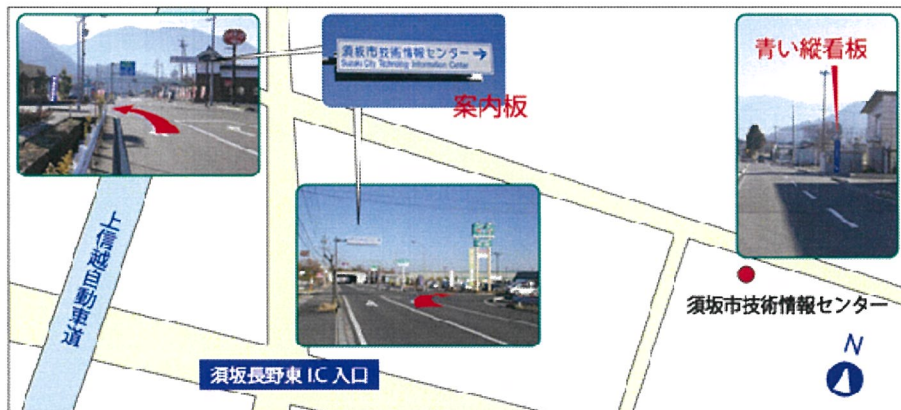 須坂市技術情報センター→
Suzaka City Technology Information Center
案内板
青い縦看板
上信越自動車道
須坂市技術情報センター
須坂長野東I.C入口
N